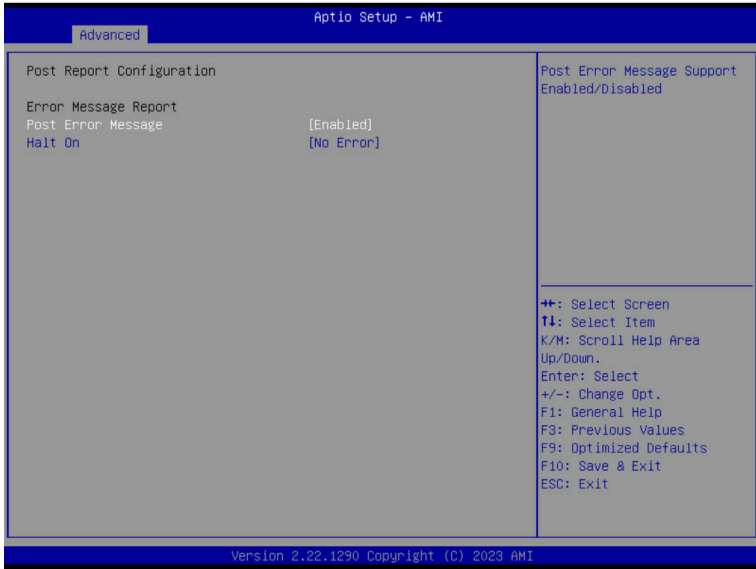 Aptio Setup – AMI
Advanced
Post Report Configuration
Error Message Report
Post Error Message [Enabled]
Halt On [No Error]
Post Error Message Support
Enabled/Disabled
→←: Select Screen
↑↓: Select Item
K/M: Scroll Help Area
Up/Down.
Enter: Select
+/-: Change Opt.
F1: General Help
F3: Previous Values
F9: Optimized Defaults
F10: Save & Exit
ESC: Exit
Version 2.22.1290 Copyright (C) 2023 AMI